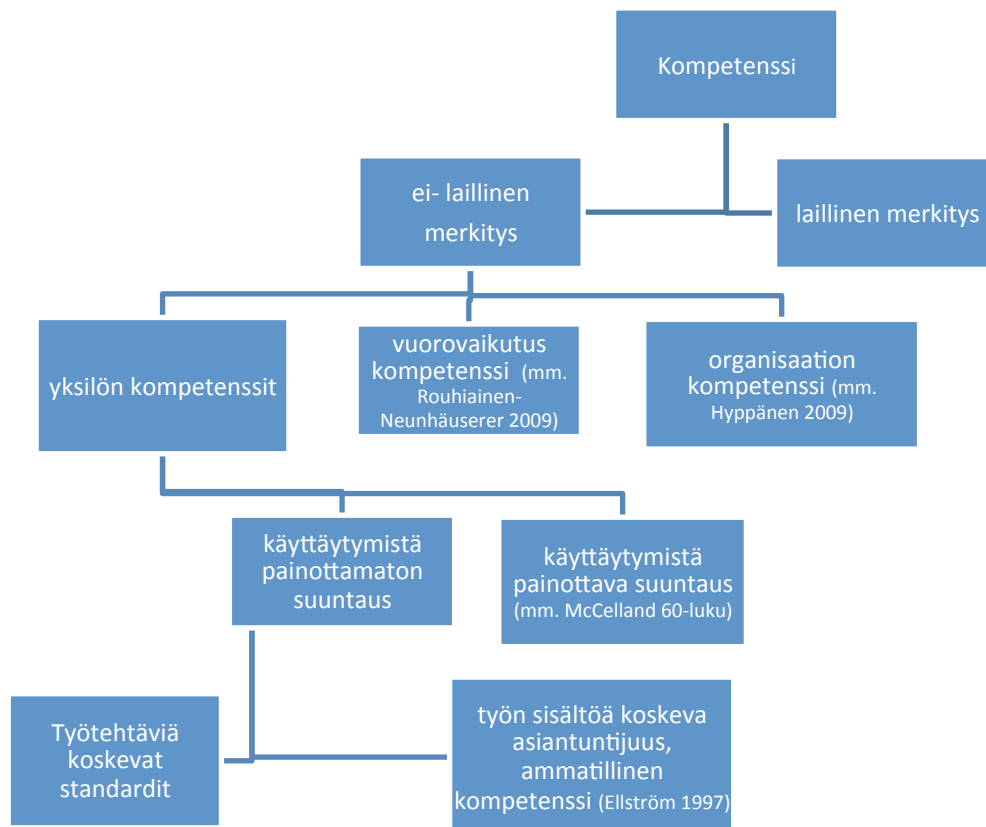 Kompetenssi
ei- laillinen
merkitys
laillinen merkitys
yksilön kompetenssit
vuorovaikutus
kompetenssi (mm.
Rouhiainen-
Neunhäuserer 2009)
organisaation
kompetenssi (mm.
Hyppänen 2009)
käyttäytymistä
painottamaton
suuntaus
käyttäytymistä
painottava suuntaus
(mm. McCelland 60-luku)
Työtehtäviä
koskevat
standardit
työn sisältöä koskeva
asiantuntijuus,
ammatillinen
kompetenssi (Ellström 1997)